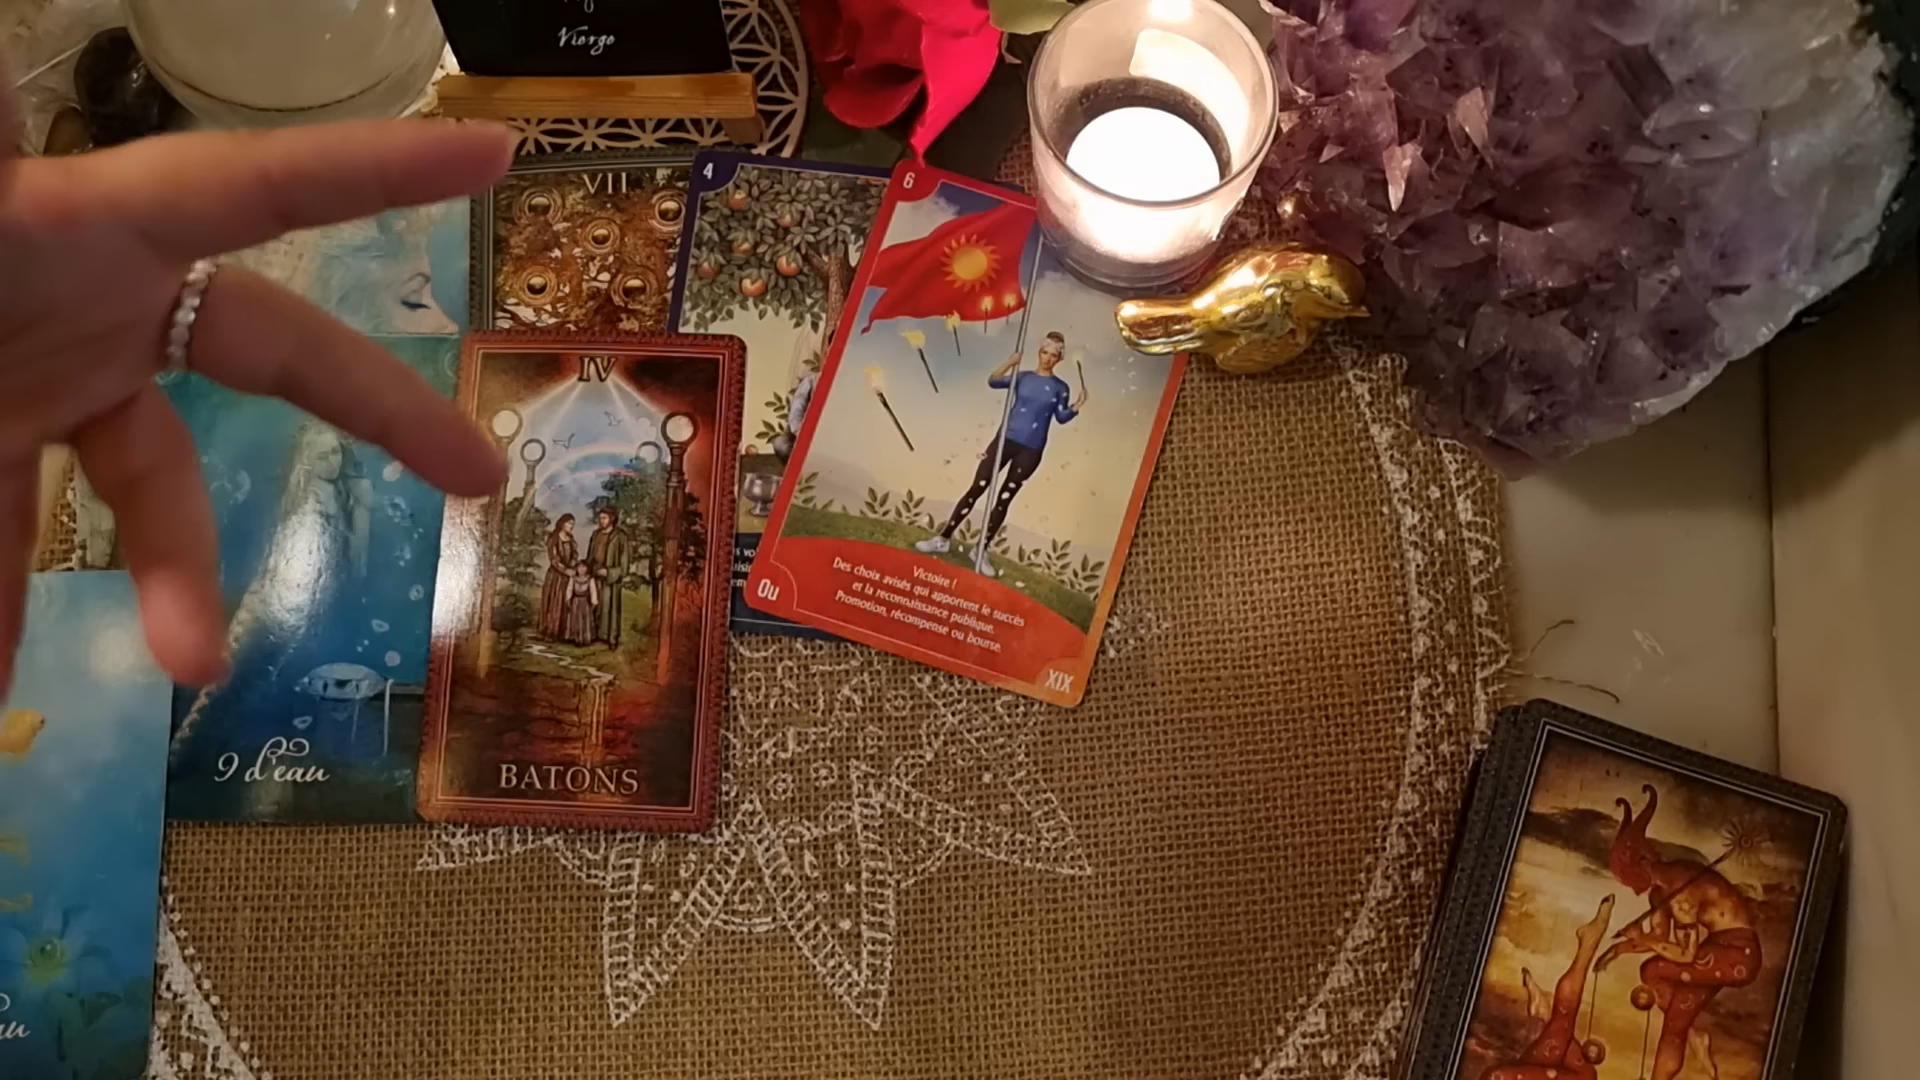 Vierge
VII
4
6
IV
Victoire !
Des choix avisés qui apportent le succès
et la reconnaissance publique.
Promotion, récompense ou bourse.
Ou
XIX
9 d'eau
BATONS